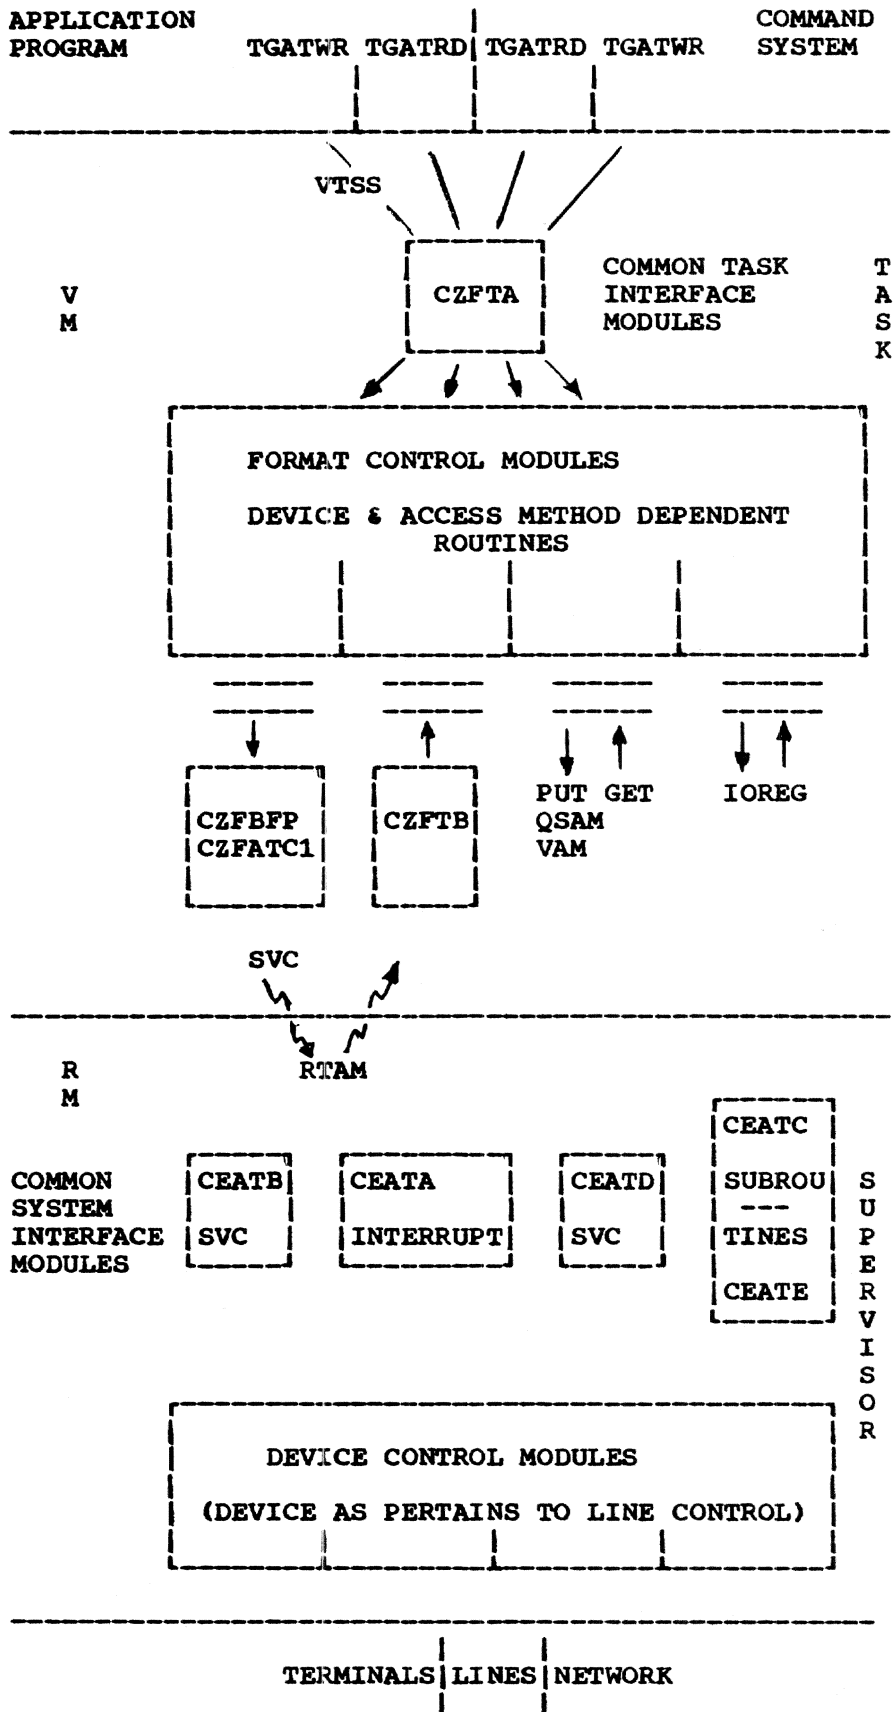 APPLICATION
PROGRAM
TGATWR TGATRD TGATRD TGATWR
COMMAND
SYSTEM
VTSS
V
M
CZFTA
COMMON TASK
INTERFACE
MODULES
T
A
S
K
FORMAT CONTROL MODULES
DEVICE & ACCESS METHOD DEPENDENT
ROUTINES
CZFBFP
CZFATC1
CZFTB
PUT GET
QSAM
VAM
IOREG
SVC
RTAM
R
M
COMMON
SYSTEM
INTERFACE
MODULES
CEATB
SVC
CEATA
INTERRUPT
CEATD
SVC
CEATC
SUBROU
---
TINES
CEATE
S
U
P
E
R
V
I
S
O
R
DEVICE CONTROL MODULES
(DEVICE AS PERTAINS TO LINE CONTROL)
TERMINALS LINES NETWORK